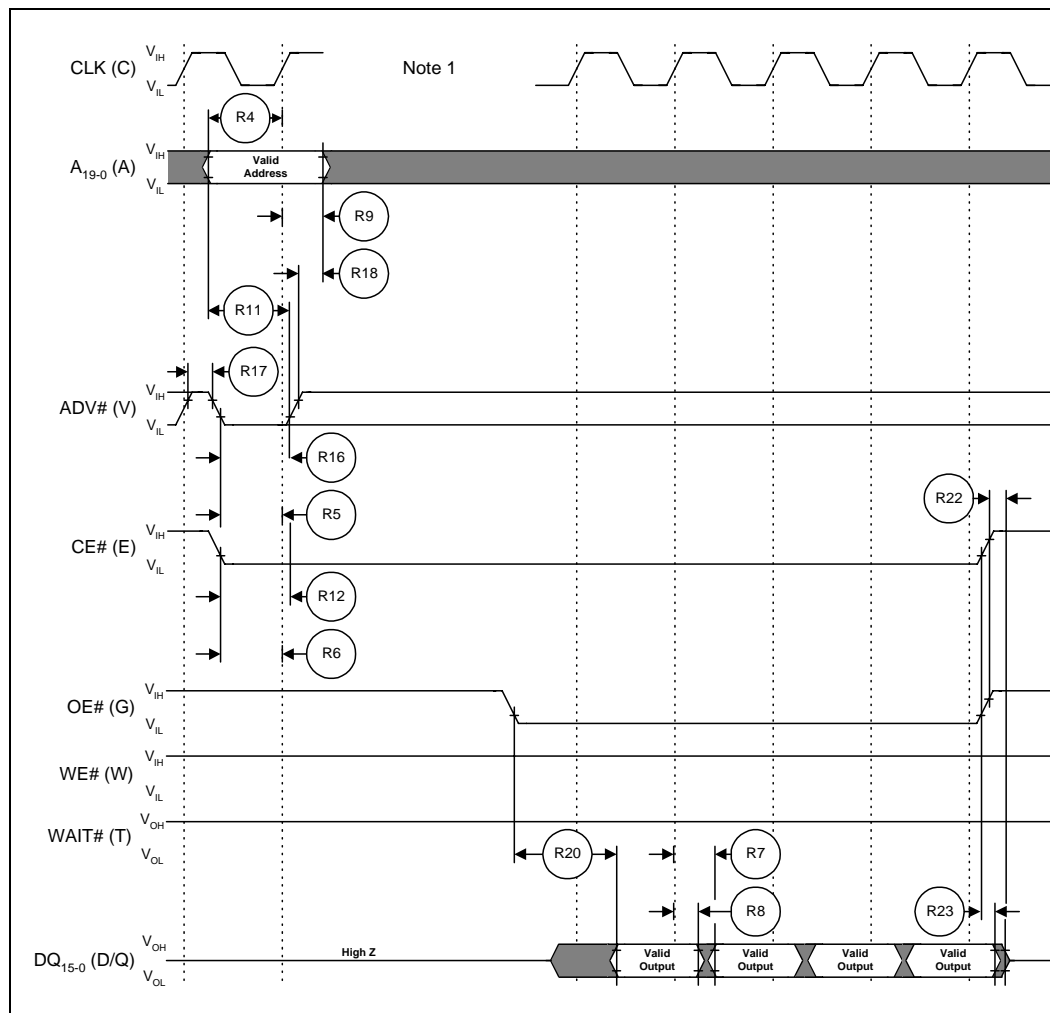 CLK (C)
VIH
VIL
Note 1
R4
A19-0 (A)
VIH
VIL
Valid
Address
R9
R18
R11
R17
ADV# (V)
VIH
VIL
R16
R22
R5
CE# (E)
VIH
VIL
R12
R6
OE# (G)
VIH
VIL
WE# (W)
VIH
VIL
WAIT# (T)
VOH
VOL
R20
R7
R8
R23
DQ15-0 (D/Q)
VOH
VOL
High Z
Valid
Output
Valid
Output
Valid
Output
Valid
Output